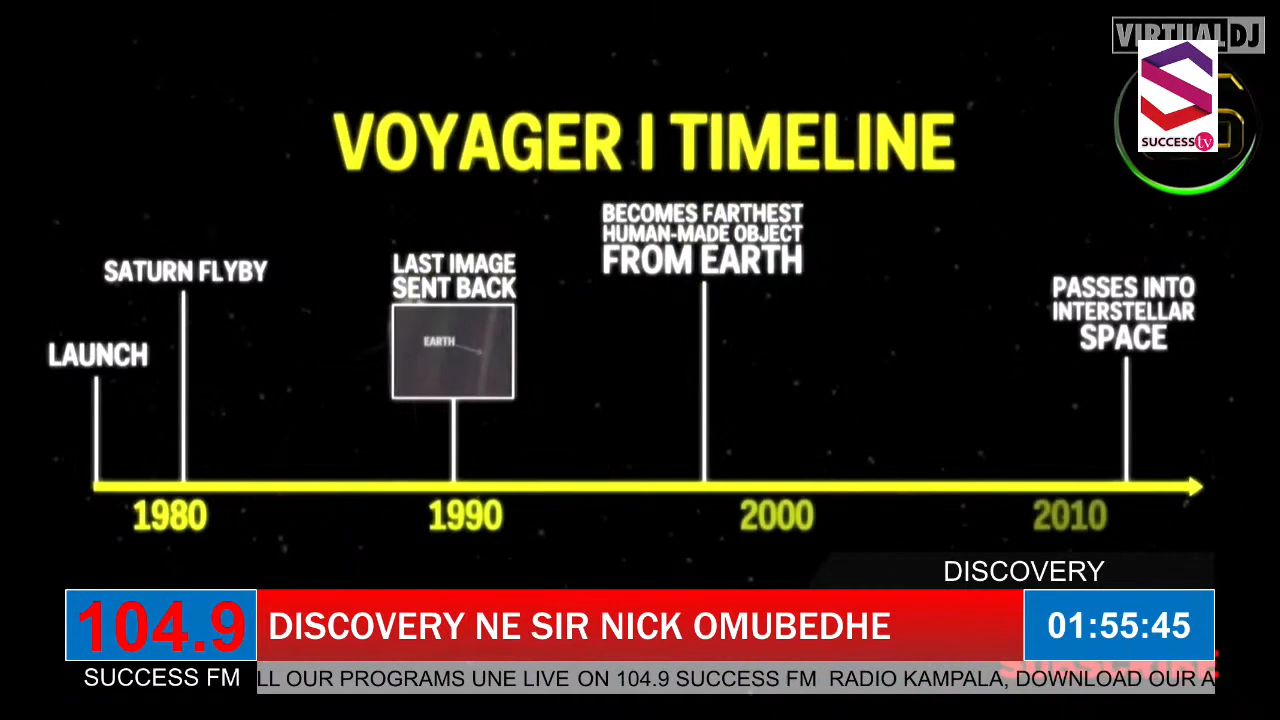 VIRTUALDJ
SUCCESS tv
VOYAGER I TIMELINE
LAUNCH
SATURN FLYBY
LAST IMAGE
SENT BACK
EARTH
BECOMES FARTHEST
HUMAN-MADE OBJECT
FROM EARTH
PASSES INTO
INTERSTELLAR
SPACE
1980
1990
2000
2010
DISCOVERY
104.9
DISCOVERY NE SIR NICK OMUBEDHE
01:55:45
SUCCESS FM
LL OUR PROGRAMS UNE LIVE ON 104.9 SUCCESS FM RADIO KAMPALA, DOWNLOAD OUR A